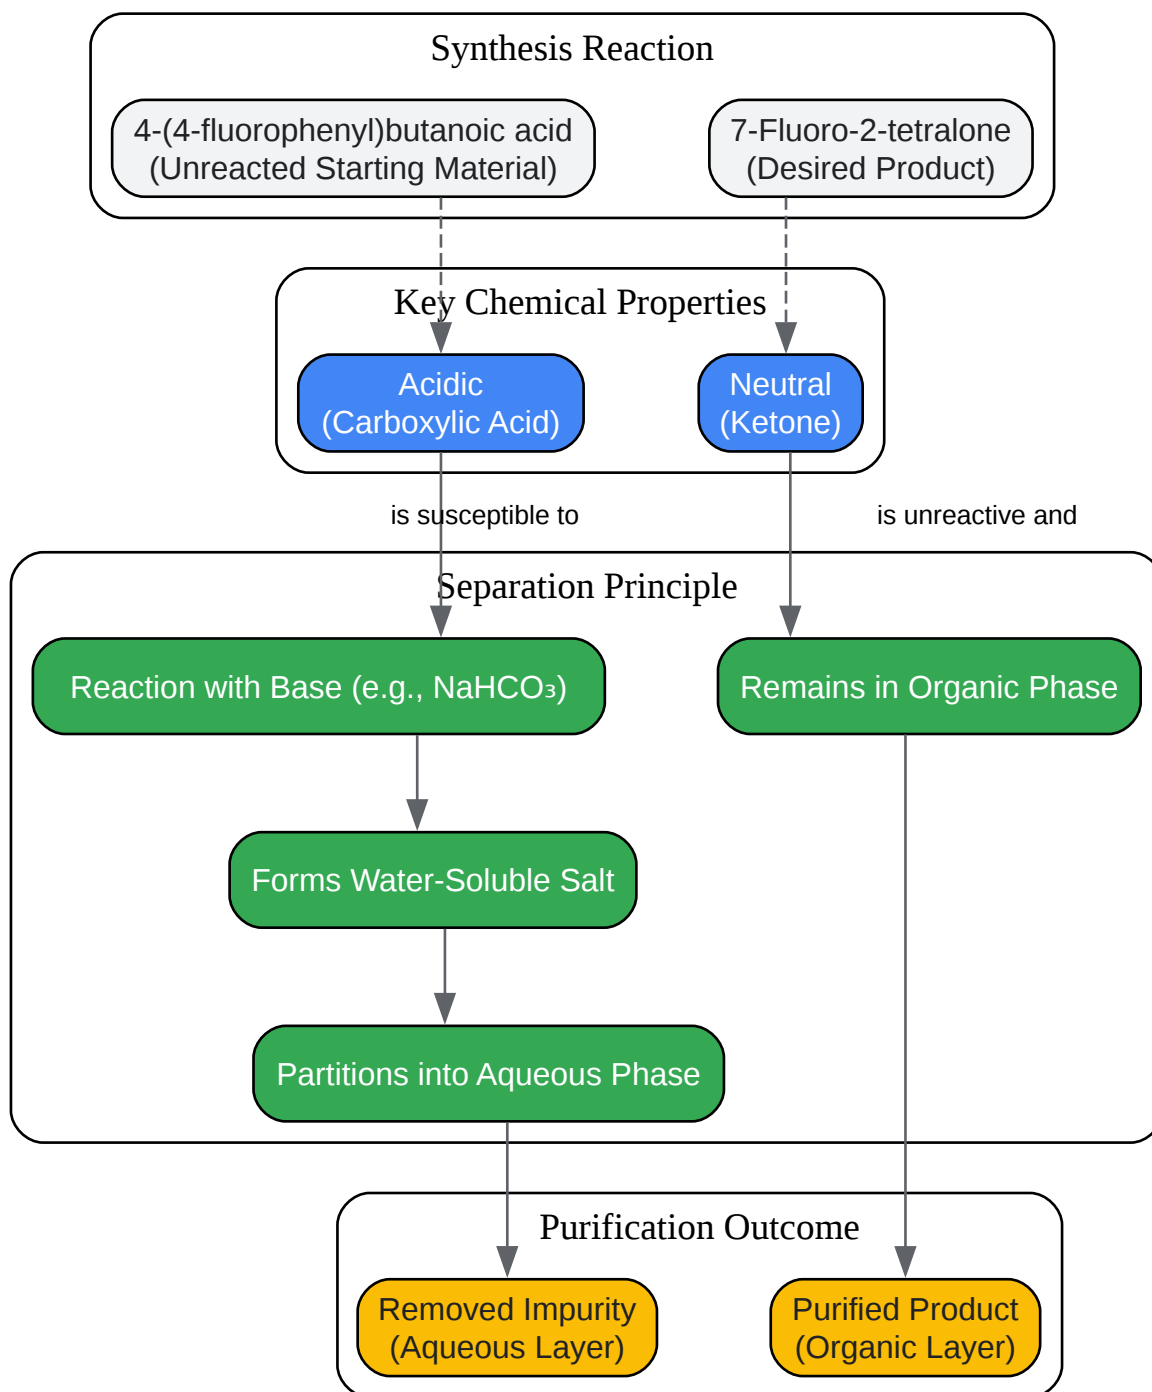 Synthesis Reaction
4-(4-fluorophenyl)butanoic acid
(Unreacted Starting Material)
7-Fluoro-2-tetralone
(Desired Product)
Key Chemical Properties
Acidic
(Carboxylic Acid)
Neutral
(Ketone)
is susceptible to
is unreactive and
Separation Principle
Reaction with Base (e.g., NaHCO₃)
Remains in Organic Phase
Forms Water-Soluble Salt
Partitions into Aqueous Phase
Purification Outcome
Removed Impurity
(Aqueous Layer)
Purified Product
(Organic Layer)